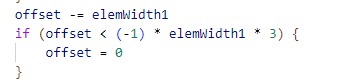 offset -= elemWidth1
if (offset < (-1) * elemWidth1 * 3) {
    offset = 0
}